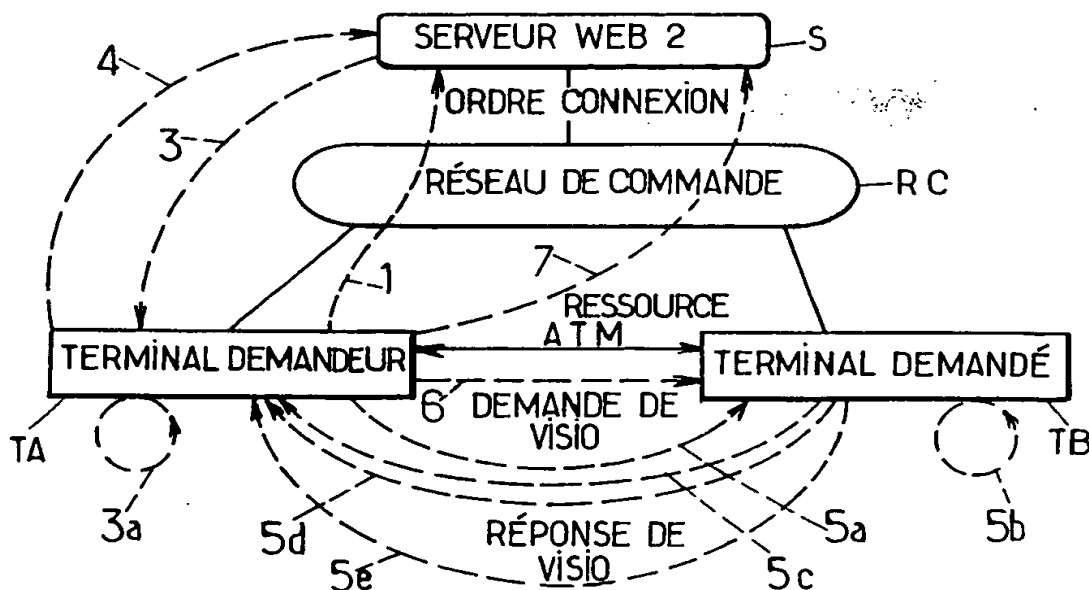 SERVEUR WEB 2
S
4
ORDRE CONNEXION
3
RÉSEAU DE COMMANDE
RC
1
7
RESSOURCE
ATM
TERMINAL DEMANDEUR
TERMINAL DEMANDÉ
6
DEMANDE DE
VISIO
TA
TB
3a
5d
5e
RÉPONSE DE
VISIO
5a
5c
5b